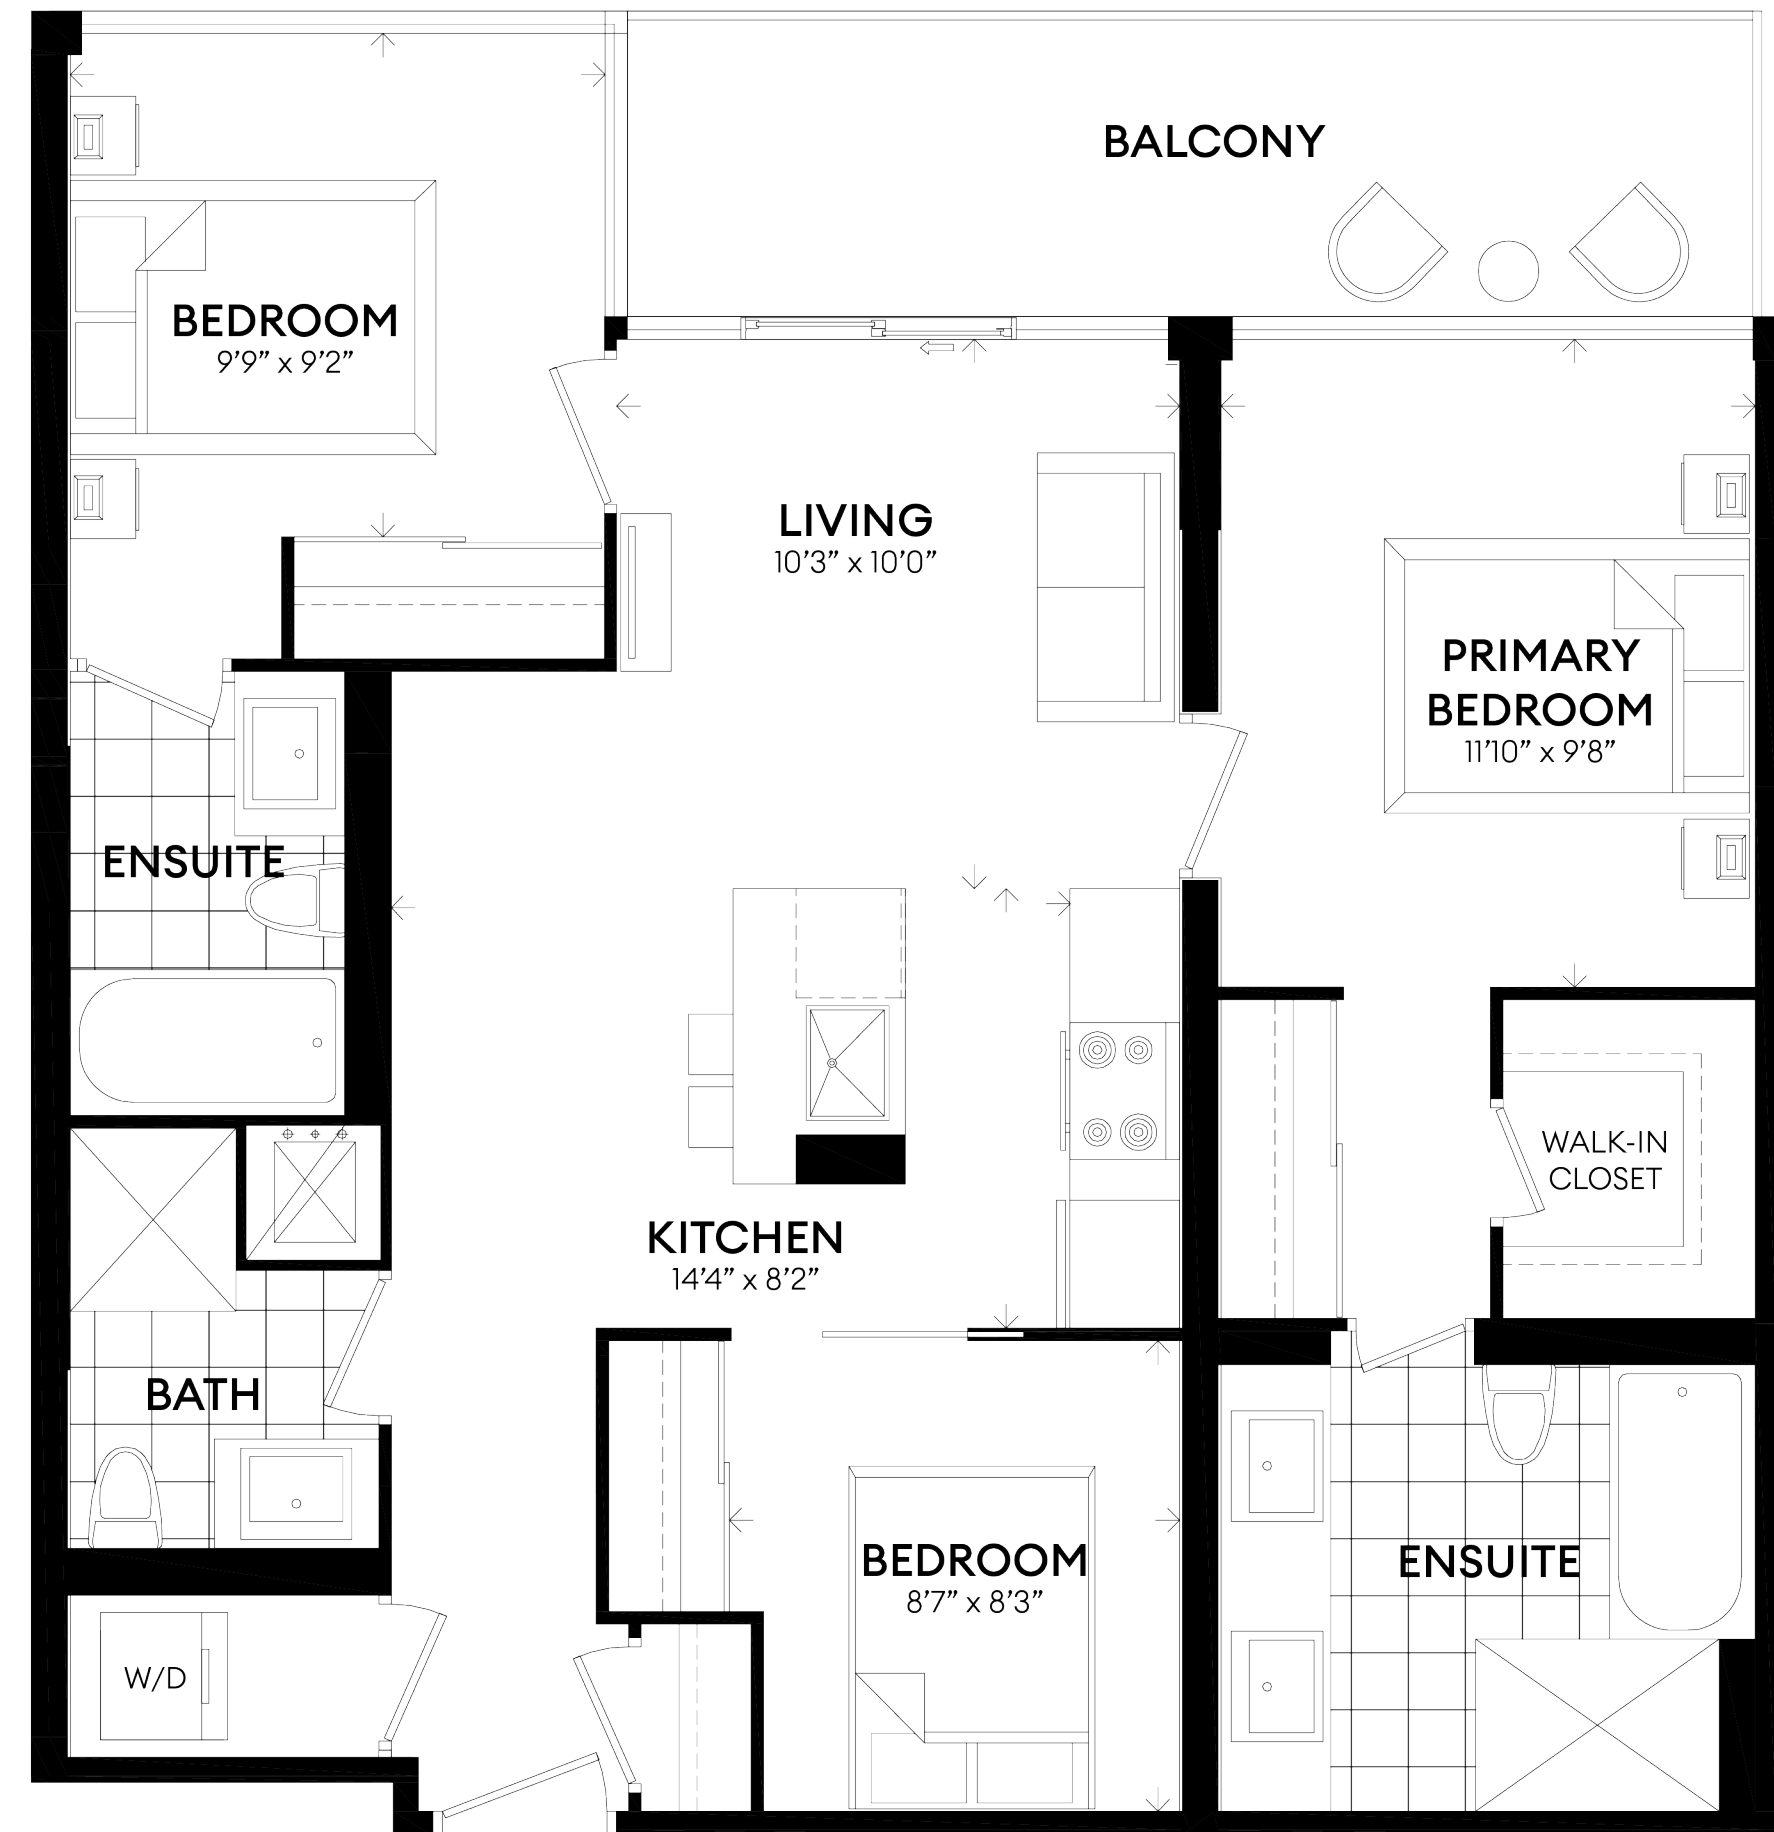 BALCONY
BEDROOM
9’9” x 9’2”
LIVING
10’3” x 10’0”
PRIMARY
BEDROOM
11’10” x 9’8”
ENSUITE
WALK-IN
CLOSET
KITCHEN
14’4” x 8’2”
BATH
BEDROOM
8’7” x 8’3”
ENSUITE
W/D